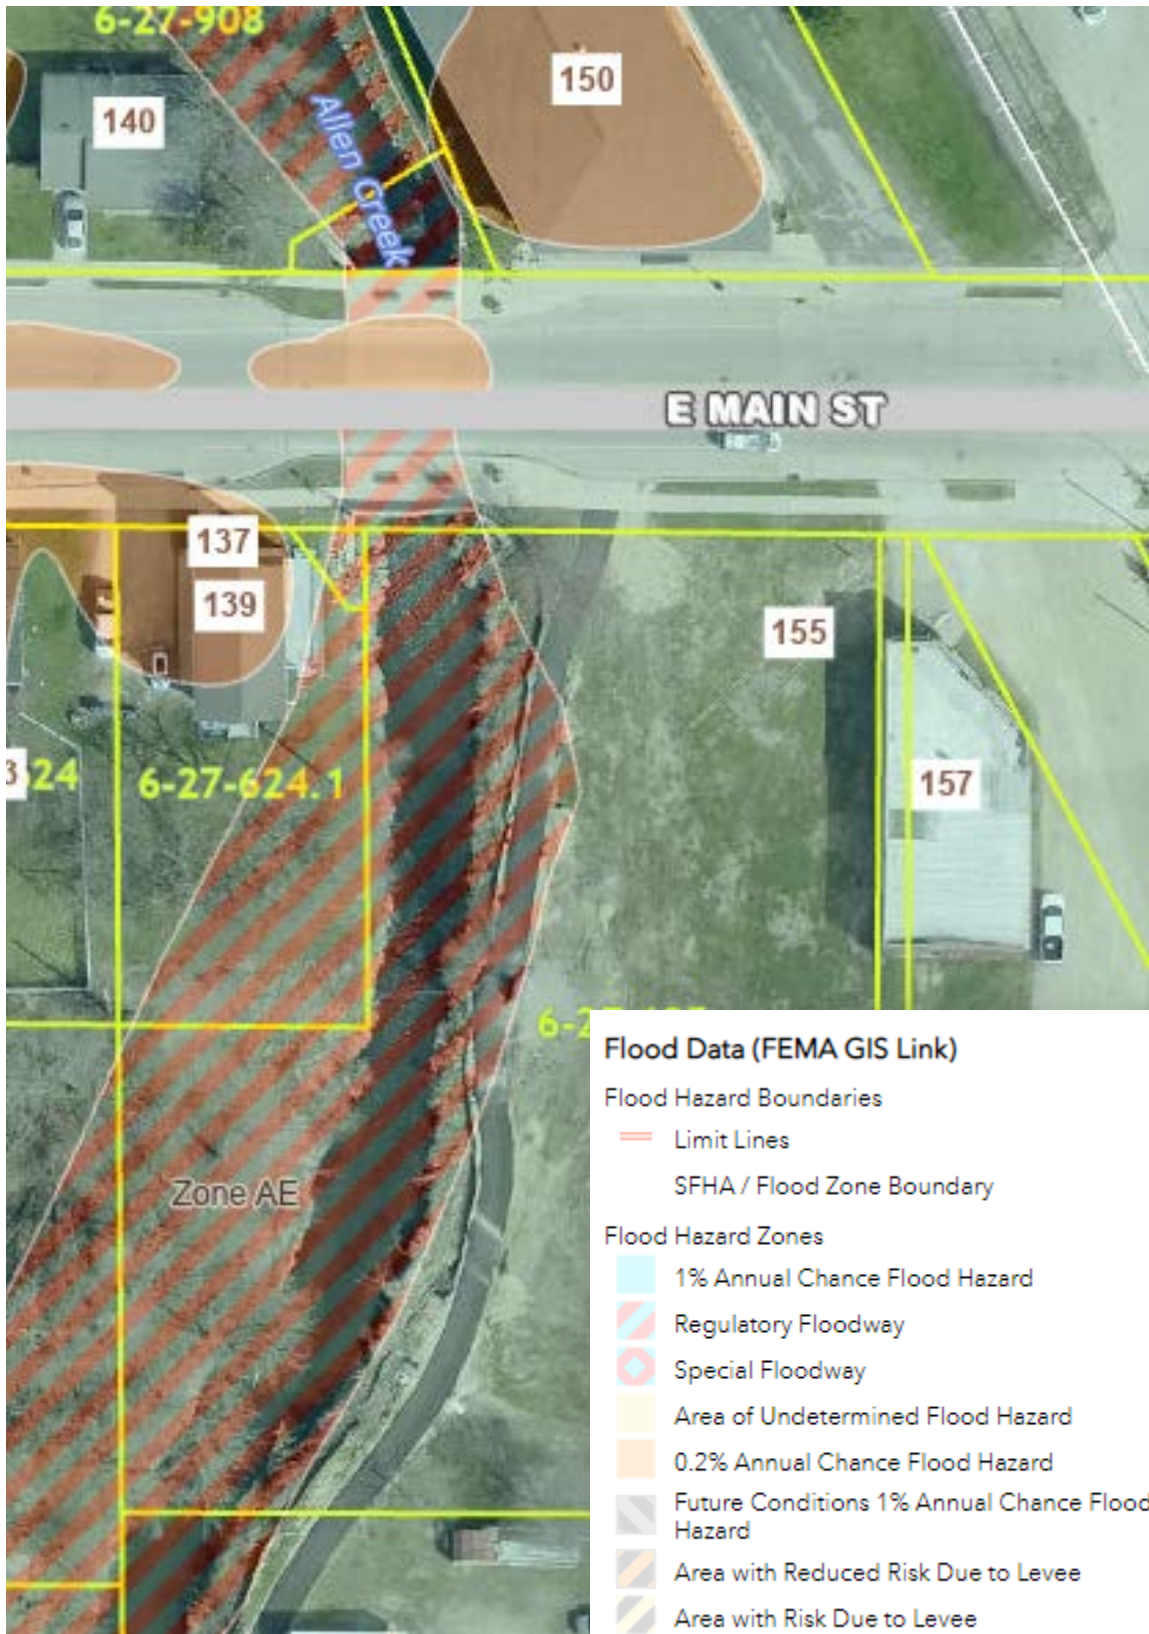 6-27-908
150
140
Allen Creek
E MAIN ST
137
139
155
3
624
6-27-624.1
157
Zone AE
Flood Data (FEMA GIS Link)
Flood Hazard Boundaries
Limit Lines
SFHA / Flood Zone Boundary
Flood Hazard Zones
1% Annual Chance Flood Hazard
Regulatory Floodway
Special Floodway
Area of Undetermined Flood Hazard
0.2% Annual Chance Flood Hazard
Future Conditions 1% Annual Chance Flood
Hazard
Area with Reduced Risk Due to Levee
Area with Risk Due to Levee